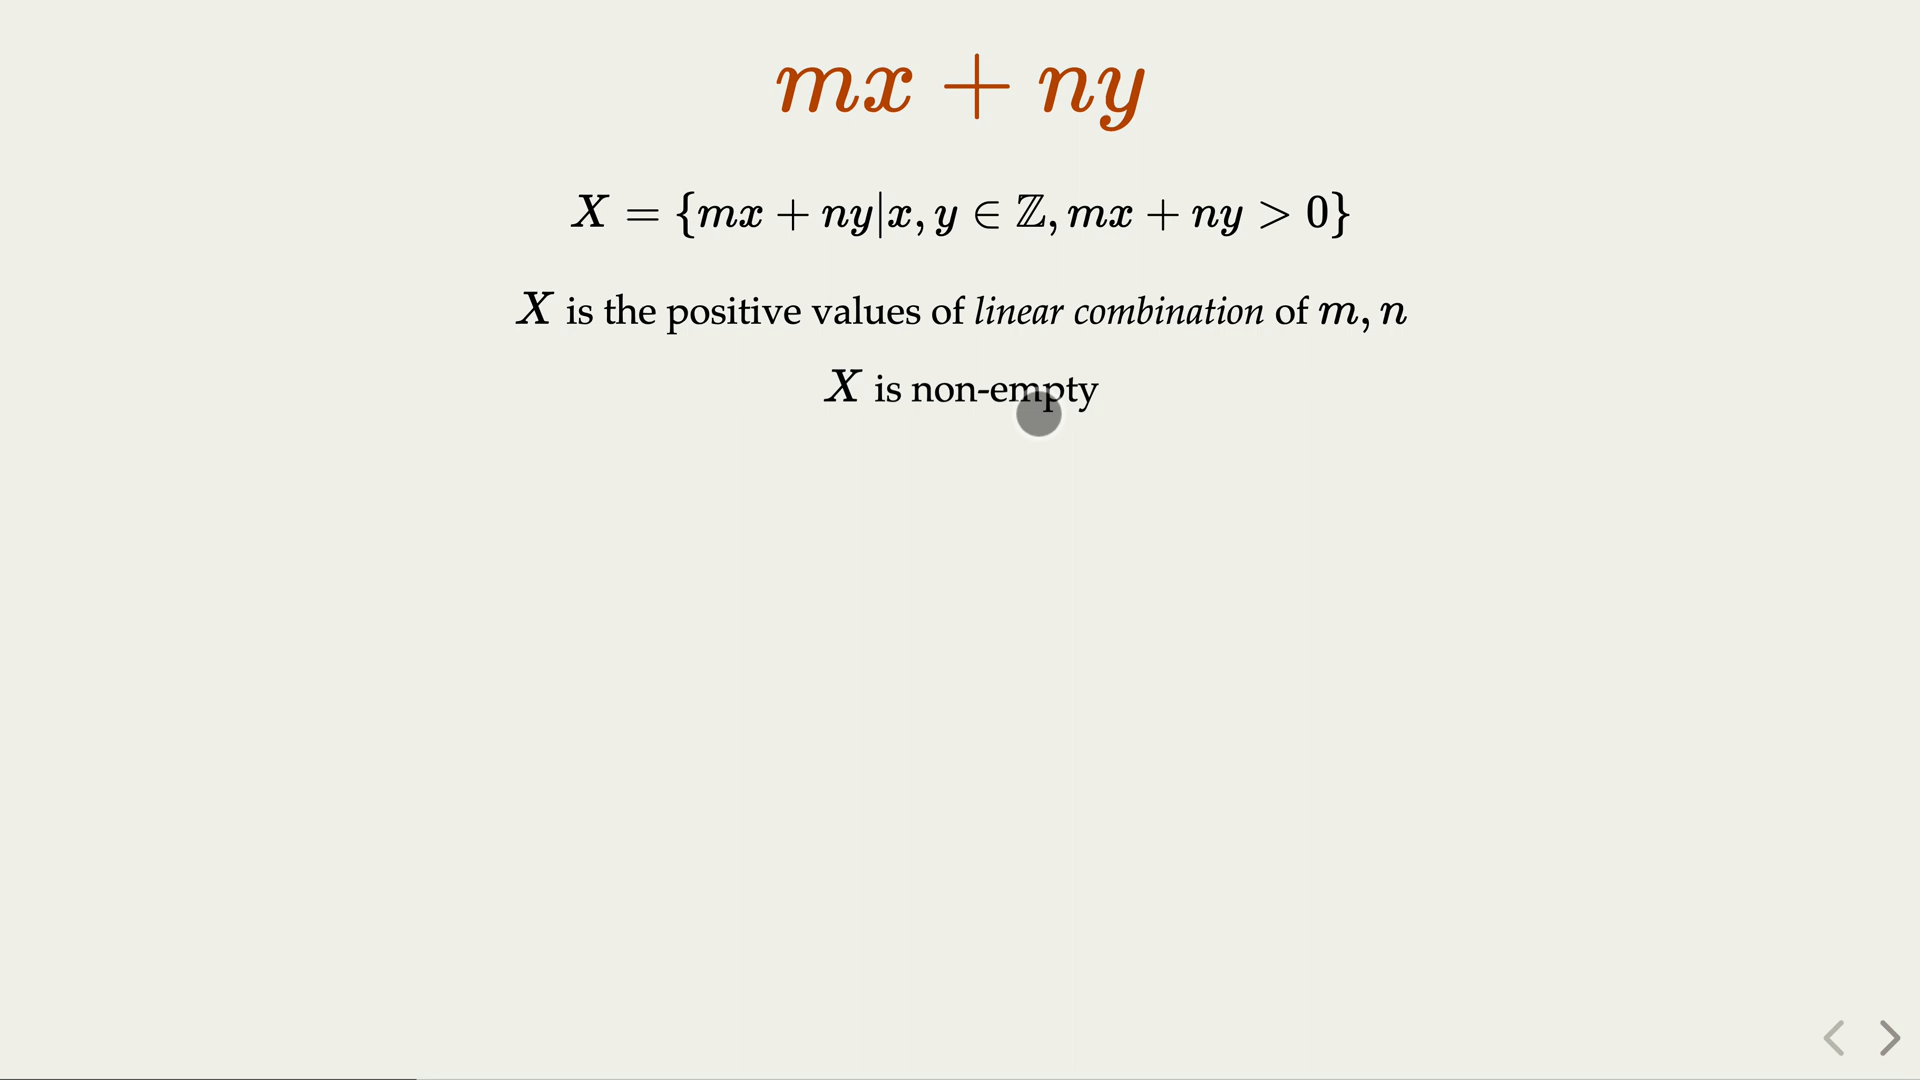 mx + ny
X = {mx + ny|x, y ∈ ℤ, mx + ny > 0}
X is the positive values of linear combination of m, n
X is non-empty